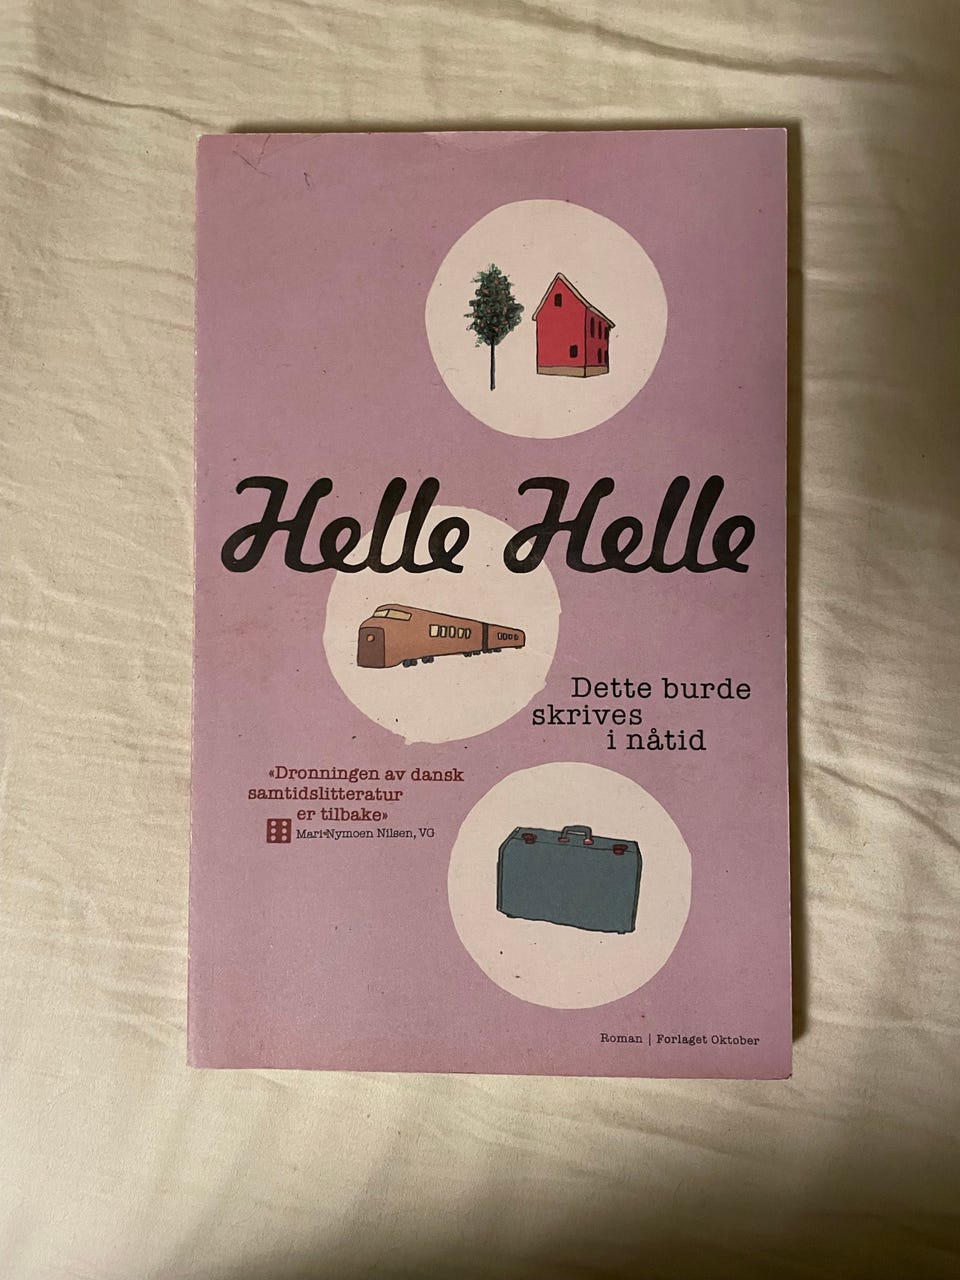 Helle Helle
Dette burde
skrives
i nåtid
«Dronningen av dansk
samtidslitteratur
er tilbake»
Mari Nymoen Nilsen, VG
Roman | Forlaget Oktober